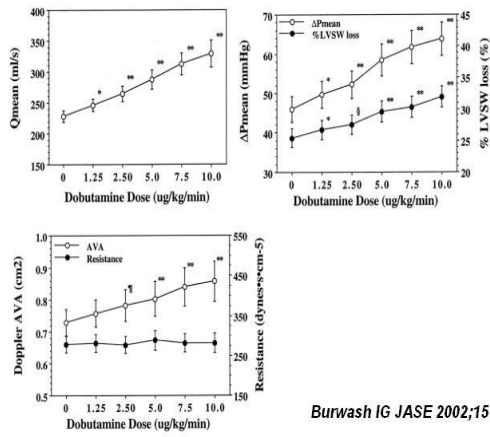 Qmean (ml/s)
400
350
300
250
200
150
* ** ** ** **
0 1.25 2.50 5.0 7.5 10.0
Dobutamine Dose (ug/kg/min)
ΔPmean (mmHg)
70
60
50
40
30
ΔPmean
%LVSW loss
* ** ** ** **
* § ** ** **
% LVSW loss (%)
45
40
35
30
25
20
0 1.25 2.50 5.0 7.5 10.0
Dobutamine Dose (ug/kg/min)
Doppler AVA (cm2)
1.0
0.9
0.8
0.7
0.6
0.5
AVA
Resistance
¶ ** ** **
Resistance (dynes*s*cm-5)
550
450
350
250
150
0 1.25 2.50 5.0 7.5 10.0
Dobutamine Dose (ug/kg/min)
Burwash IG JASE 2002;15